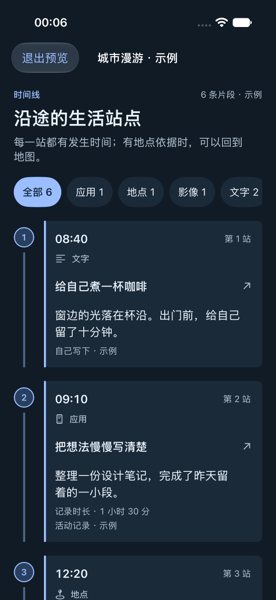 00:06
退出预览
城市漫游 · 示例
时间线
6 条片段 · 示例
沿途的生活站点
每一站都有发生时间；有地点依据时，可以回到
地图。
全部 6
应用 1
地点 1
影像 1
文字 2
1
08:40
第 1 站
文字
给自己煮一杯咖啡
窗边的光落在杯沿。出门前，给自己
留了十分钟。
自己写下 · 示例
2
09:10
第 2 站
应用
把想法慢慢写清楚
整理一份设计笔记，完成了昨天留
着的一小段。
记录时长 · 1 小时 30 分
活动记录 · 示例
3
12:20
第 3 站
地点